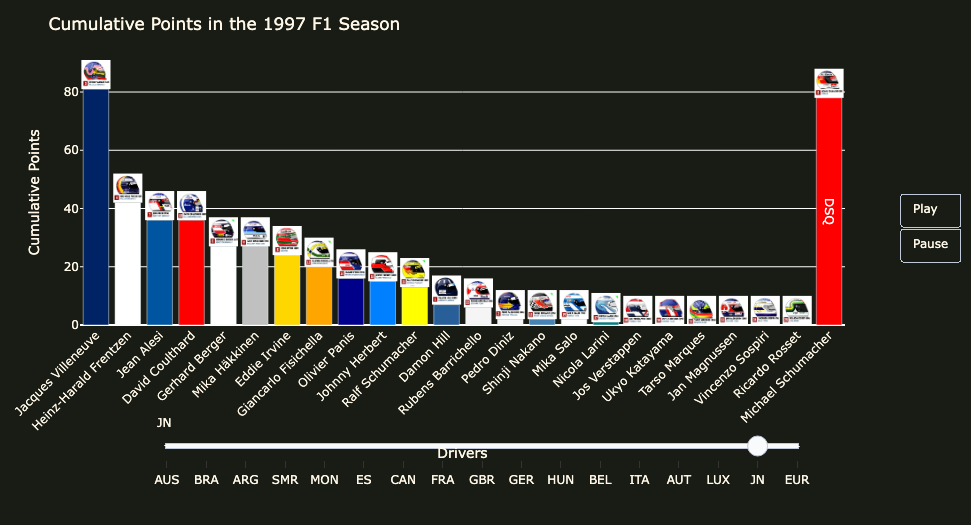 Cumulative Points in the 1997 F1 Season
Cumulative Points
80
60
40
20
0
DSQ
Play
Pause
Jacques Villeneuve
Heinz-Harald Frentzen
Jean Alesi
David Coulthard
Gerhard Berger
Mika Häkkinen
Eddie Irvine
Giancarlo Fisichella
Olivier Panis
Johnny Herbert
Ralf Schumacher
Damon Hill
Rubens Barrichello
Pedro Diniz
Shinji Nakano
Mika Salo
Nicola Larini
Jos Verstappen
Ukyo Katayama
Tarso Marques
Jan Magnussen
Vincenzo Sospri
Ricardo Rosset
Michael Schumacher
JN
Drivers
AUS BRA ARG SMR MON ES CAN FRA GBR GER HUN BEL ITA AUT LUX JN EUR